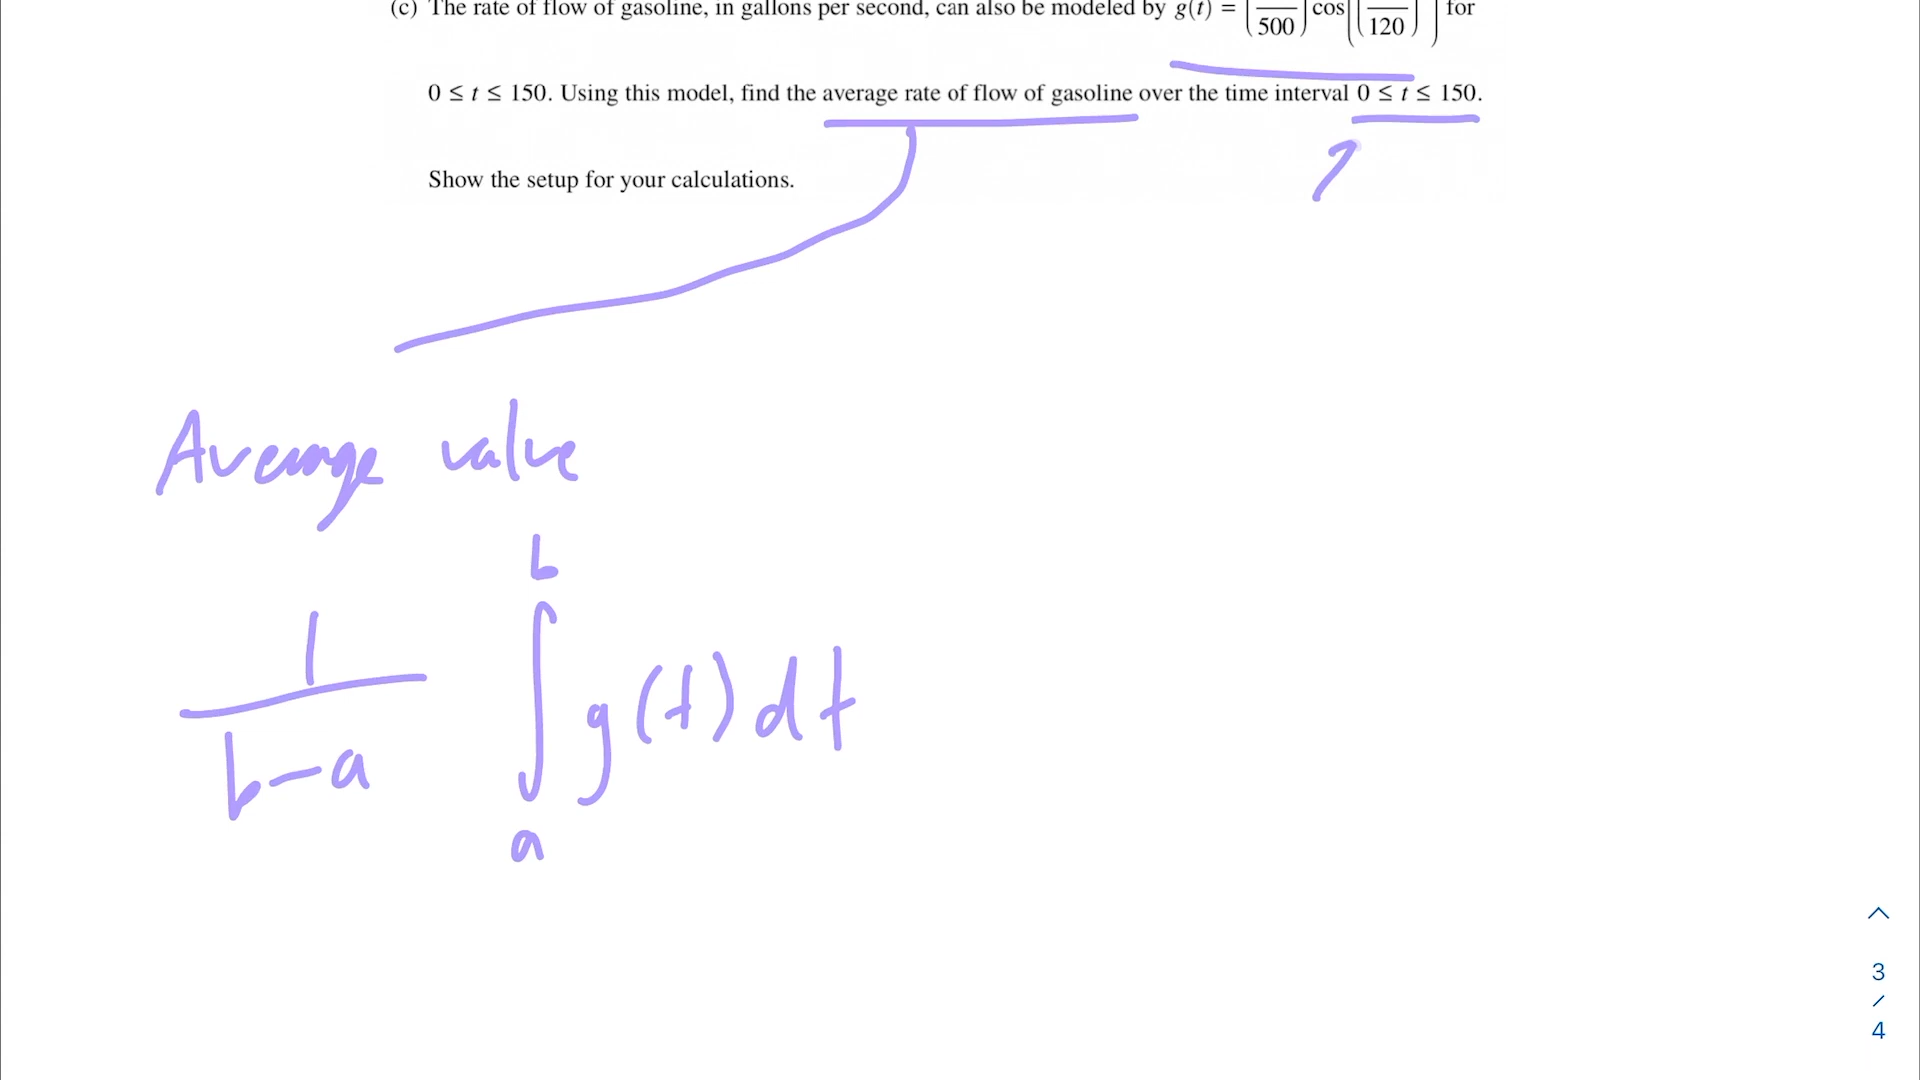 (c) The rate of flow of gasoline, in gallons per second, can also be modeled by g(t) = ( /500) cos(( /120) ) for
0 ≤ t ≤ 150. Using this model, find the average rate of flow of gasoline over the time interval 0 ≤ t ≤ 150.
Show the setup for your calculations.
Average value
1/(b-a) ∫_a^b g(t) dt
3
/
4